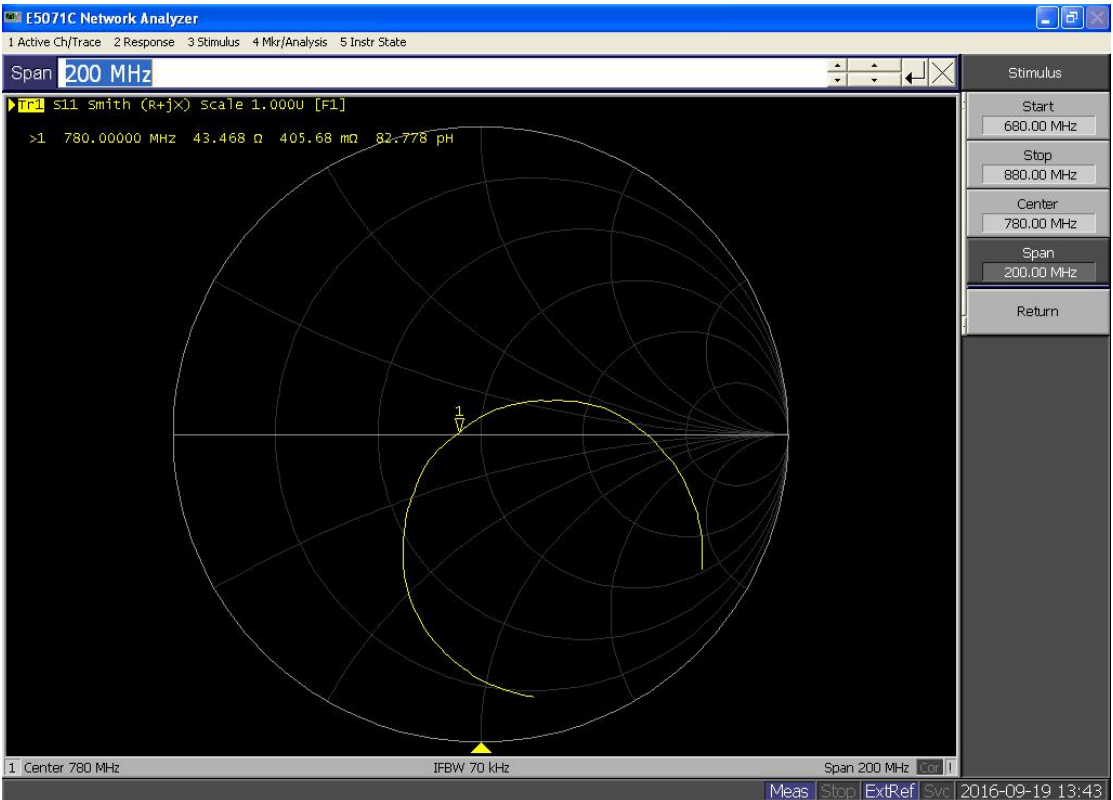 E5071C Network Analyzer
1 Active Ch/Trace 2 Response 3 Stimulus 4 Mkr/Analysis 5 Instr State
Span 200 MHz
Tr1 S11 Smith (R+jX) Scale 1.000U [F1]
>1 780.00000 MHz 43.468 Ω 405.68 mΩ 82.778 pH
1
1 Center 780 MHz IFBW 70 kHz Span 200 MHz Cor !
Stimulus
Start
680.00 MHz
Stop
880.00 MHz
Center
780.00 MHz
Span
200.00 MHz
Return
Meas Stop ExtRef Svc 2016-09-19 13:43